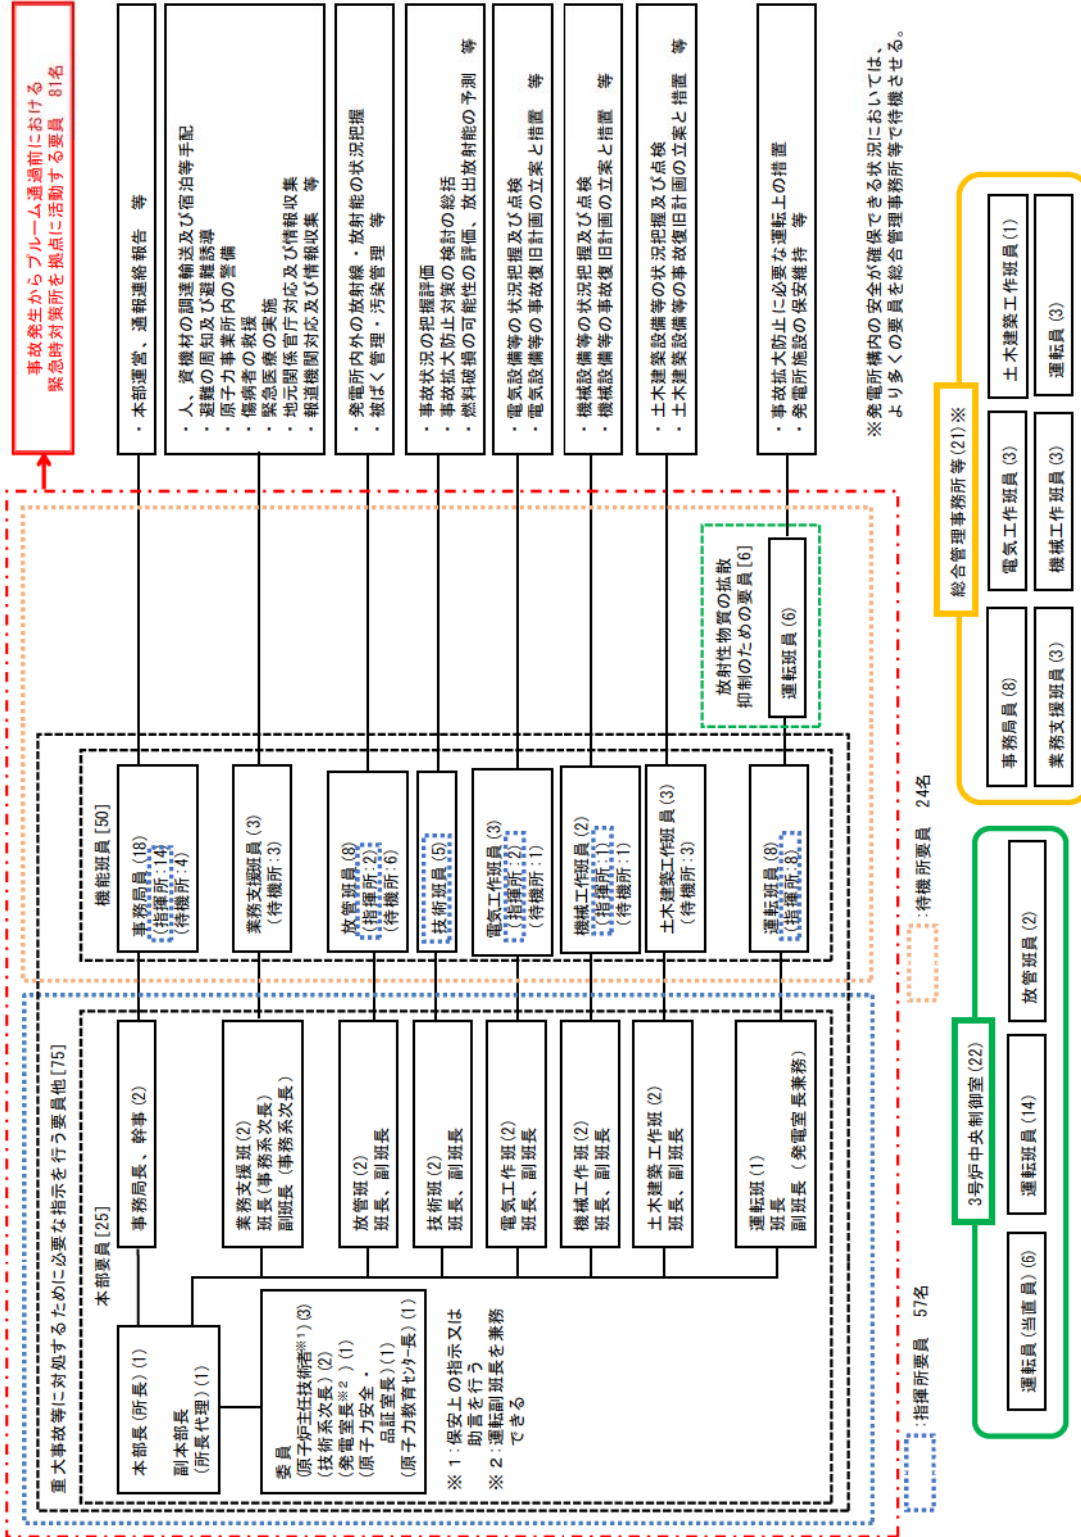 重大事故等に対処するために必要な指示を行う要員他[75]
本部要員[25]
本部長(所長)(1)
副本部長
(所長代理)(1)
委員
(原子炉主任技術者※1)(3)
(技術系次長)(2)
(発電室長※2)(1)
(原子力安全・
品証室長)(1)
(原子力教育センター長)(1)
※1:保安上の指示又は
助言を行う
※2:運転副班長を兼務
できる
事務局長、幹事(2)
業務支援班(2)
班長(事務系次長)
副班長(事務系次長)
放管班(2)
班長、副班長
技術班(2)
班長、副班長
電気工作班(2)
班長、副班長
機械工作班(2)
班長、副班長
土木建築工作班(2)
班長、副班長
運転班(1)
班長
副班長(発電室長兼務)
機能班員[50]
事務局員(18)
(指揮所:14)
(待機所:4)
業務支援班員(3)
(待機所:3)
放管班員(8)
(指揮所:2)
(待機所:6)
技術班員(5)
電気工作班員(3)
(指揮所:2)
(待機所:1)
機械工作班員(2)
(指揮所:1)
(待機所:1)
土木建築工作班員(3)
(待機所:3)
運転班員(8)
(指揮所:8)
放射性物質の拡散
抑制のための要員[6]
運転班員(6)
事故発生からプルーム通過前における
緊急時対策所を拠点に活動する要員 81名
・本部運営、通報連絡報告 等
・人、資機材の調達輸送及び宿泊等手配
・避難の周知及び避難誘導
・原子力事業所内の警備
・傷病者の救援
・緊急医療の実施
・地元関係官庁対応及び情報収集
・報道機関対応及び情報収集 等
・発電所内外の放射線・放射能の状況把握
・被ばく管理・汚染管理 等
・事故状況の把握評価
・事故拡大防止対策の検討の総括
・燃料破損の可能性の評価、放出放射能の予測 等
・電気設備等の状況把握及び点検
・電気設備等の事故復旧計画の立案と措置 等
・機械設備等の状況把握及び点検
・機械設備等の事故復旧計画の立案と措置 等
・土木建築設備等の状況把握及び点検
・土木建築設備等の事故復旧計画の立案と措置 等
・事故拡大防止に必要な運転上の措置
・発電所施設の保安維持 等
※発電所構内の安全が確保できる状況においては、
より多くの要員を総合管理事務所等で待機させる。
:指揮所要員 57名
:待機所要員 24名
3号炉中央制御室(22)
運転員(当直員)(6)
運転班員(14)
放管班員(2)
総合管理事務所等(21)※
事務局員(8)
電気工作班員(3)
土木建築工作班員(1)
業務支援班員(3)
機械工作班員(3)
運転員(3)